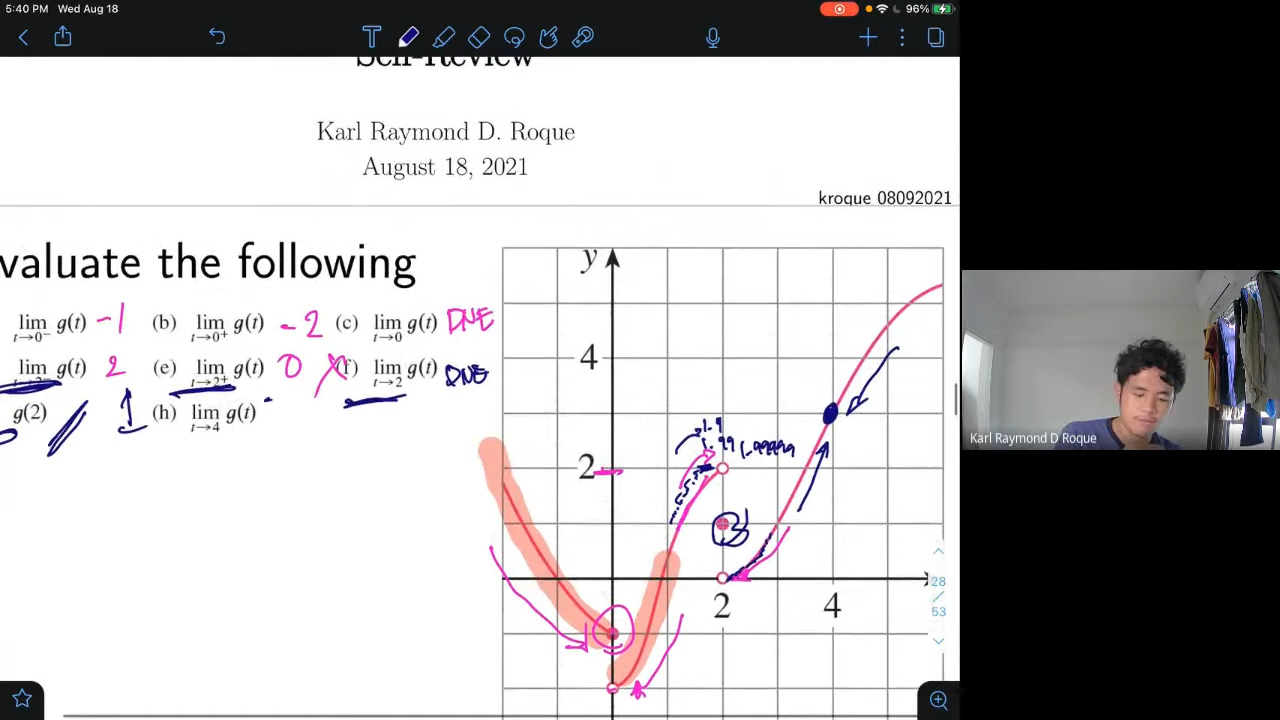 5:40 PM Wed Aug 18
96%
T
Self-Review
Karl Raymond D. Roque
August 18, 2021
kroque 08092021
valuate the following
lim g(t) -1 (b) lim g(t) -2 (c) lim g(t) DNE
t→0⁻ t→0⁺ t→0
lim g(t) 2 (e) lim g(t) 0 (f) lim g(t) DNE
t→2⁻ t→2⁺ t→2
g(2) 1 (h) lim g(t)
t→4
y
4
2
1.9
1.99 1.99999
2 4
28
53
Karl Raymond D Roque